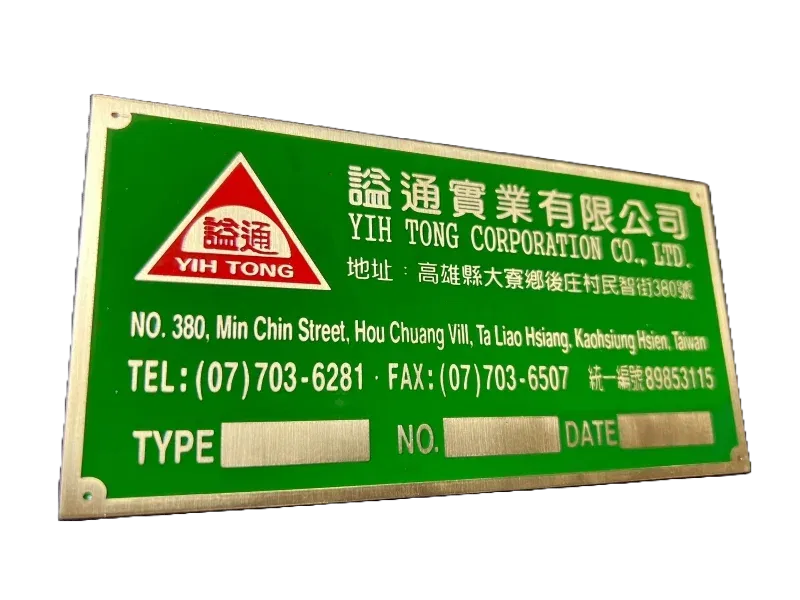 謚通
YIH TONG
謚通實業有限公司
YIH TONG CORPORATION CO., LTD.
地址：高雄縣大寮鄉後庄村民智街380號
NO. 380, Min Chin Street, Hou Chuang Vill, Ta Liao Hsiang. Kaohsiung Hsien, Taiwan
TEL:(07)703-6281 · FAX:(07)703-6507 統一編號89853115
TYPE NO. DATE